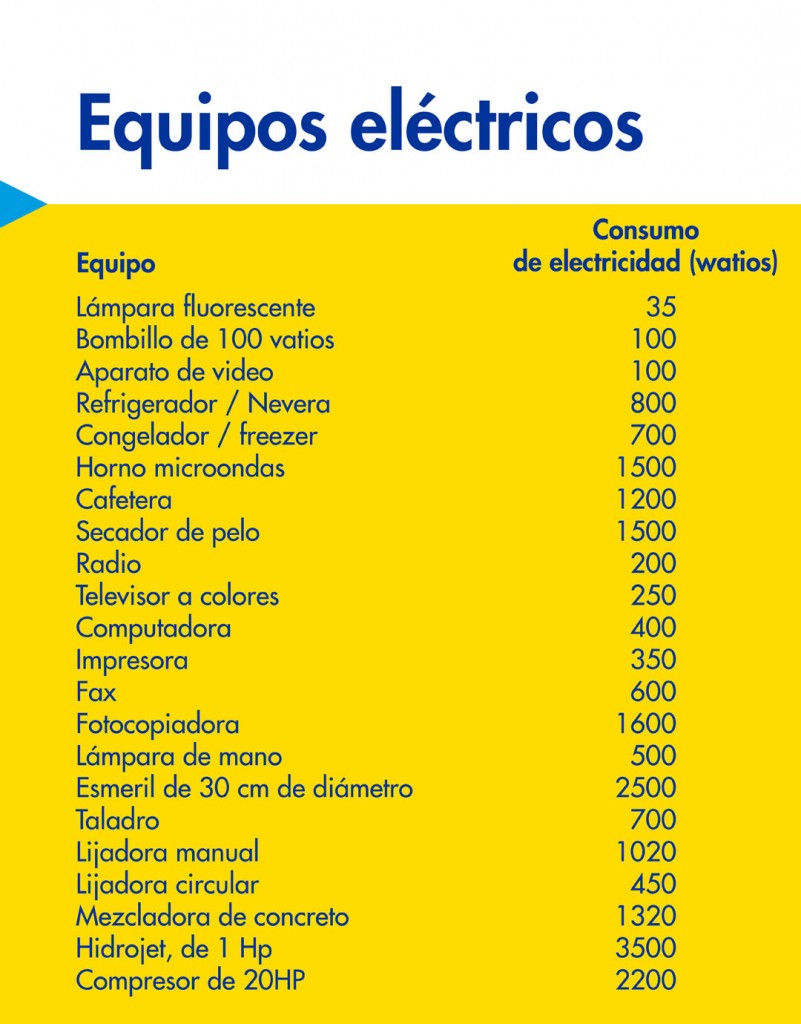 Equipos eléctricos
Equipo
Consumo
de electricidad (watios)
Lámpara fluorescente 35
Bombillo de 100 vatios 100
Aparato de video 100
Refrigerador / Nevera 800
Congelador / freezer 700
Horno microondas 1500
Cafetera 1200
Secador de pelo 1500
Radio 200
Televisor a colores 250
Computadora 400
Impresora 350
Fax 600
Fotocopiadora 1600
Lámpara de mano 500
Esmeril de 30 cm de diámetro 2500
Taladro 700
Lijadora manual 1020
Lijadora circular 450
Mezcladora de concreto 1320
Hidrojet, de 1 Hp 3500
Compresor de 20HP 2200